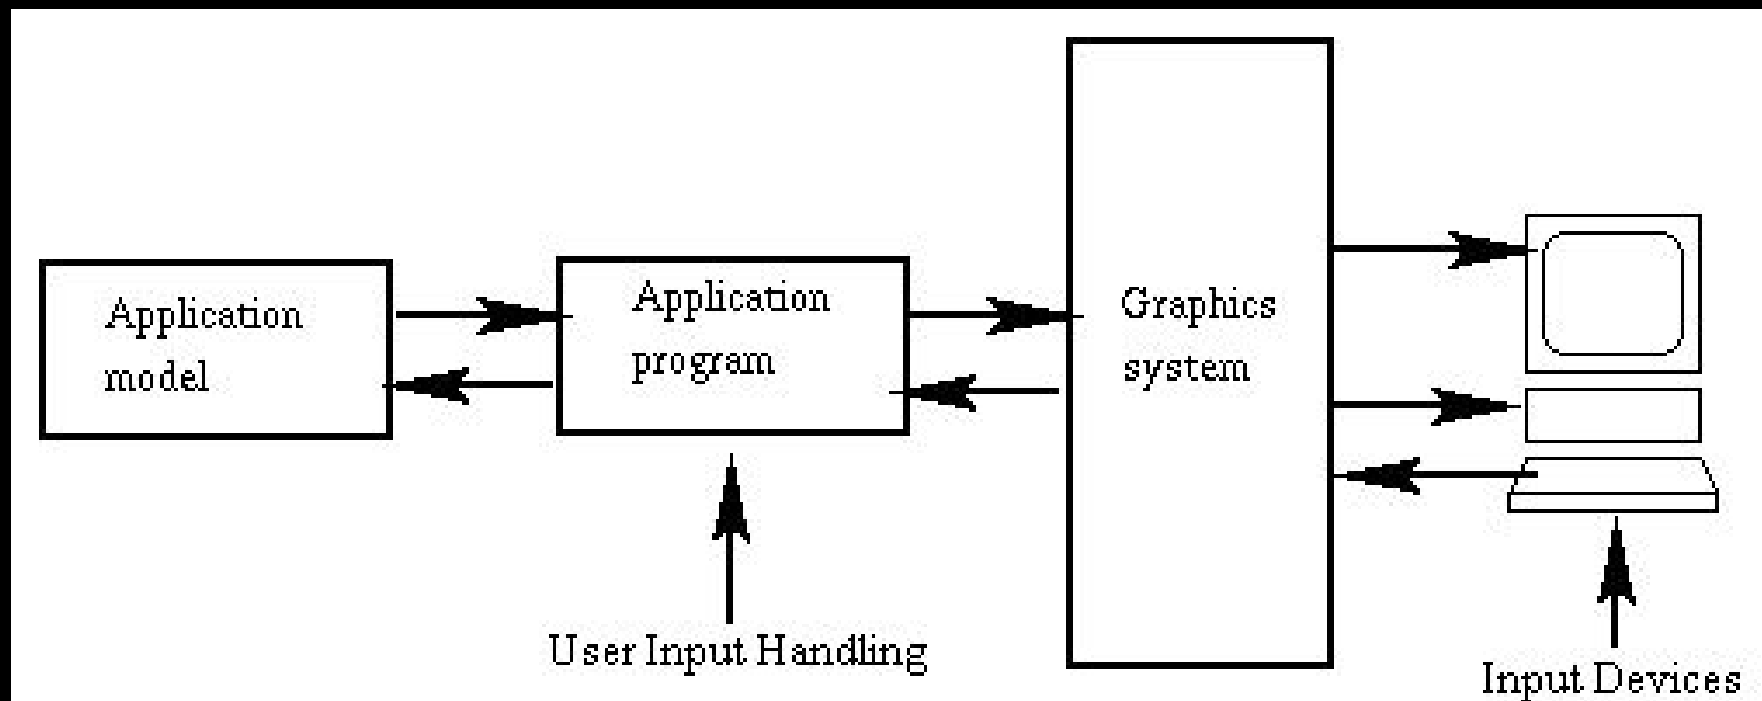 Application
model
Application
program
Graphics
system
User Input Handling
Input Devices